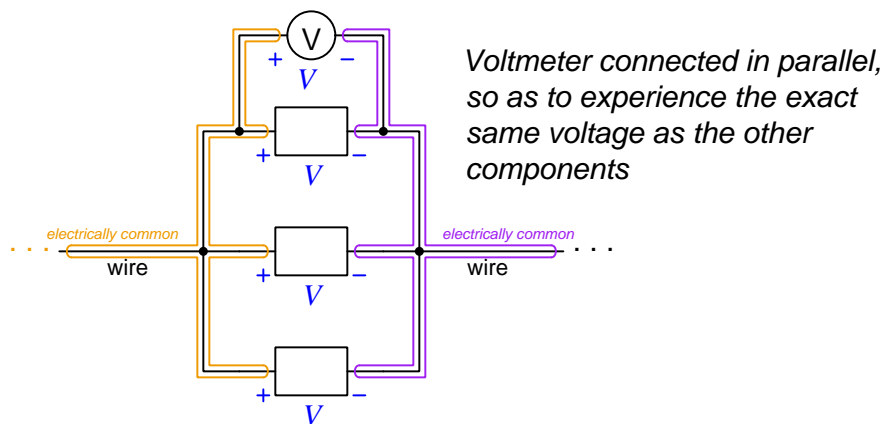 V
+ −
V
Voltmeter connected in parallel,
so as to experience the exact
same voltage as the other
components
+ −
V
electrically common
electrically common
. . .
. . .
wire
wire
+ −
V
+ −
V